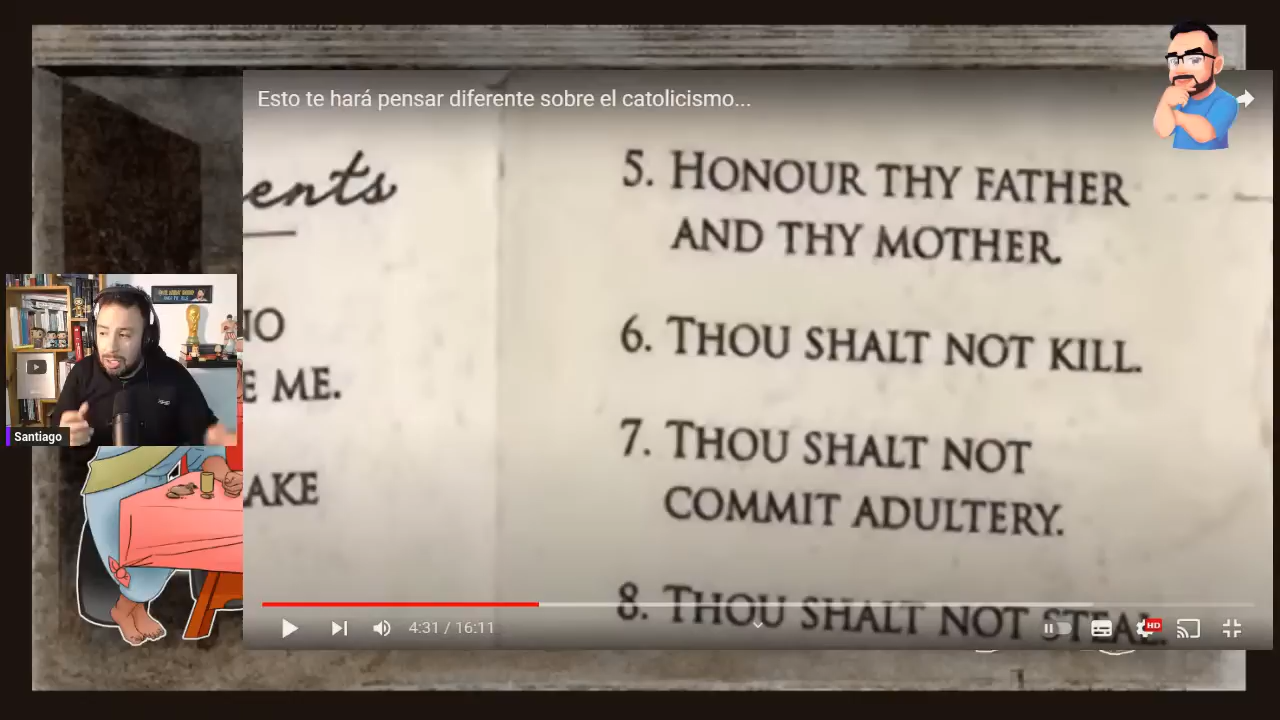 Esto te hará pensar diferente sobre el catolicismo...
ents
5. HONOUR THY FATHER
AND THY MOTHER.
ME.
AKE
6. THOU SHALT NOT KILL.
7. THOU SHALT NOT
COMMIT ADULTERY.
8. THOU SHALT NOT STEAL.
Santiago
4:31 / 16:11
HD